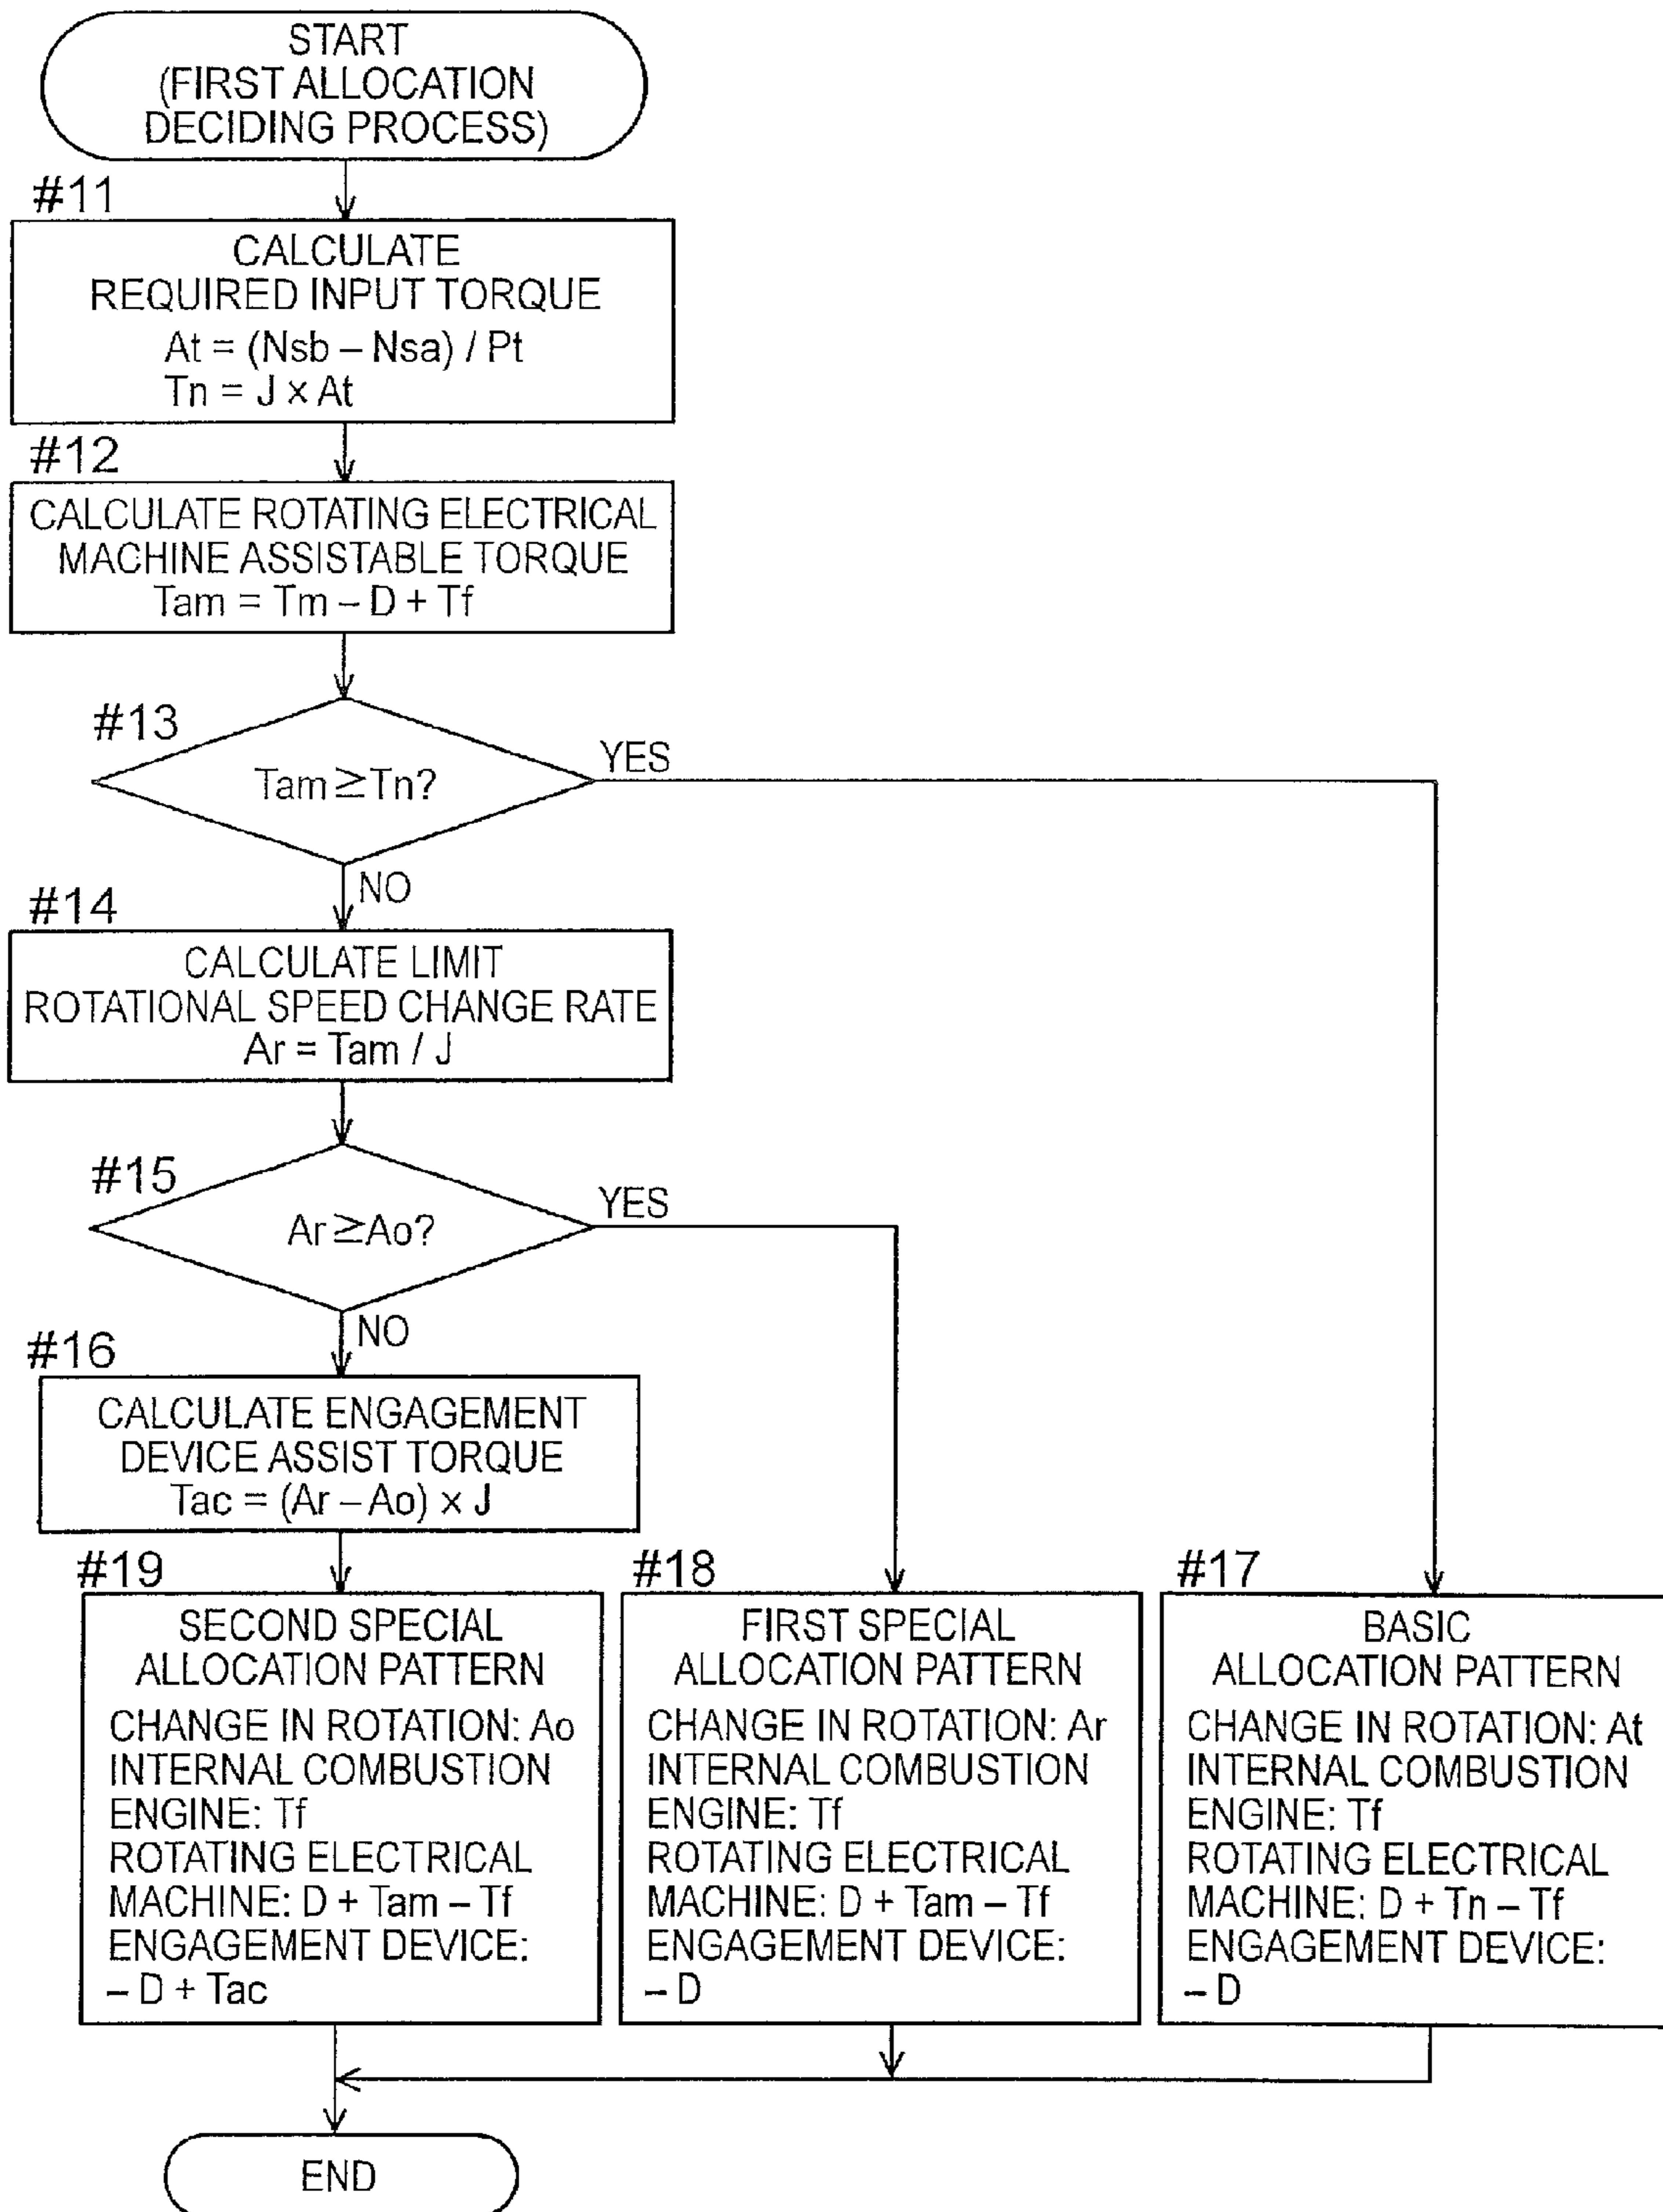 START
(FIRST ALLOCATION
DECIDING PROCESS)
#11
CALCULATE
REQUIRED INPUT TORQUE
At = (Nsb – Nsa) / Pt
Tn = J x At
#12
CALCULATE ROTATING ELECTRICAL
MACHINE ASSISTABLE TORQUE
Tam = Tm – D + Tf
#13
Tam ≥ Tn?
YES
NO
#14
CALCULATE LIMIT
ROTATIONAL SPEED CHANGE RATE
Ar = Tam / J
#15
Ar ≥ Ao?
YES
NO
#16
CALCULATE ENGAGEMENT
DEVICE ASSIST TORQUE
Tac = (Ar – Ao) x J
#19
SECOND SPECIAL
ALLOCATION PATTERN
CHANGE IN ROTATION: Ao
INTERNAL COMBUSTION
ENGINE: Tf
ROTATING ELECTRICAL
MACHINE: D + Tam – Tf
ENGAGEMENT DEVICE:
– D + Tac
#18
FIRST SPECIAL
ALLOCATION PATTERN
CHANGE IN ROTATION: Ar
INTERNAL COMBUSTION
ENGINE: Tf
ROTATING ELECTRICAL
MACHINE: D + Tam – Tf
ENGAGEMENT DEVICE:
– D
#17
BASIC
ALLOCATION PATTERN
CHANGE IN ROTATION: At
INTERNAL COMBUSTION
ENGINE: Tf
ROTATING ELECTRICAL
MACHINE: D + Tn – Tf
ENGAGEMENT DEVICE:
– D
END